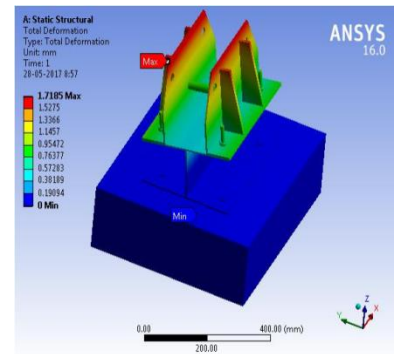 A: Static Structural
Total Deformation
Type: Total Deformation
Unit: mm
Time: 1
20-05-2017 0:57
1.7185 Max
1.5275
1.3366
1.1457
0.95472
0.76377
0.57283
0.38189
0.19094
0 Min
ANSYS
16.0
Max
Min
0.00
400.00 (mm)
200.00
Z
Y
X